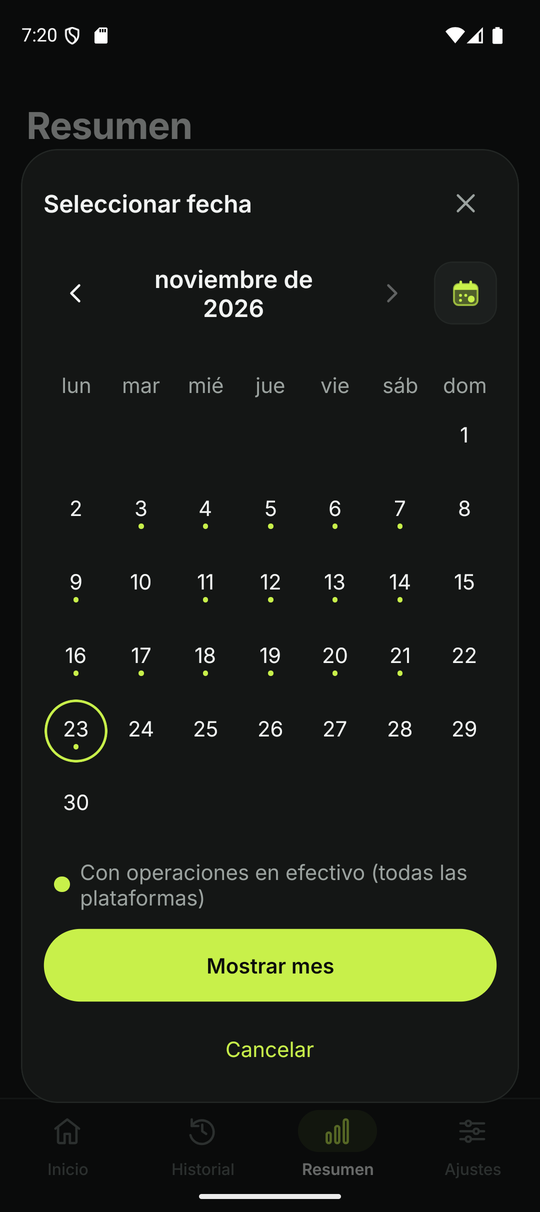 7:20
Resumen
Seleccionar fecha
noviembre de
2026
lun mar mié jue vie sáb dom
1
2 3 4 5 6 7 8
9 10 11 12 13 14 15
16 17 18 19 20 21 22
23 24 25 26 27 28 29
30
Con operaciones en efectivo (todas las
plataformas)
Mostrar mes
Cancelar
Inicio Historial Resumen Ajustes